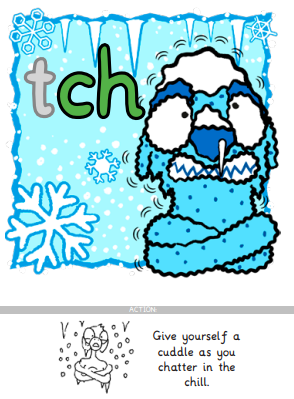 tch
ACTION:
Give yourself a
cuddle as you
chatter in the
chill.